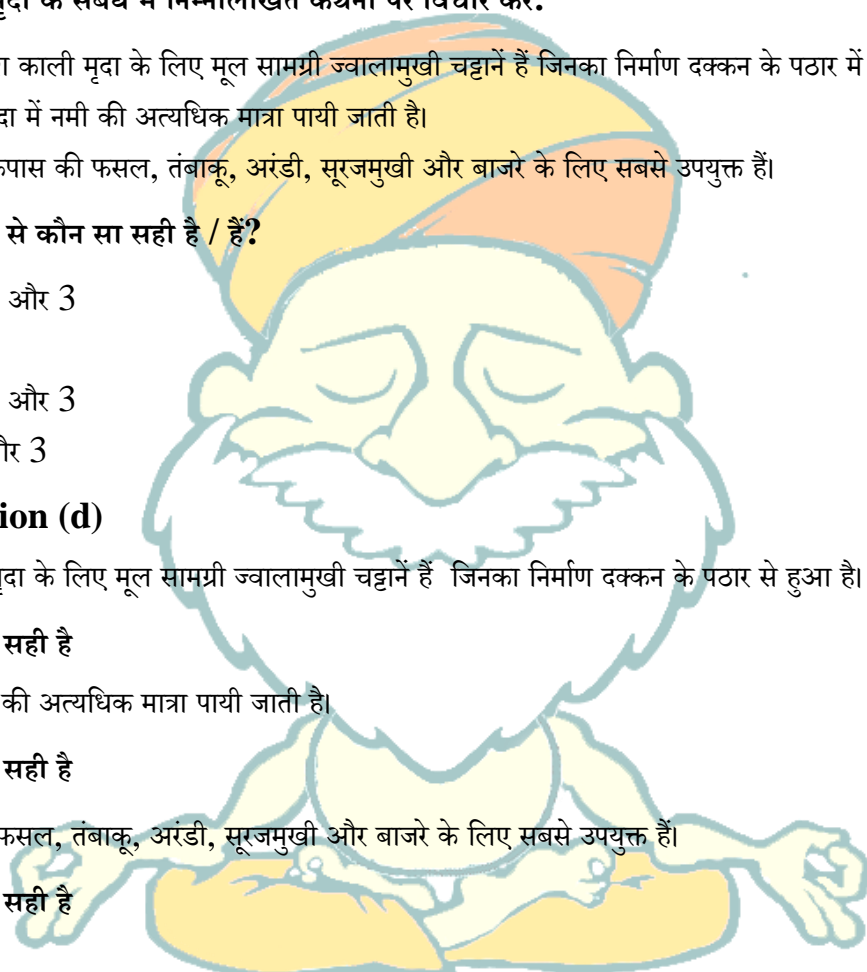 मृदा के संबंध में निम्नलिखित कथनों पर विचार करें:
काली मृदा के लिए मूल सामग्री ज्वालामुखी चट्टानें हैं जिनका निर्माण दक्कन के पठार में
में नमी की अत्यधिक मात्रा पायी जाती है।
कपास की फसल, तंबाकू, अरंडी, सूरजमुखी और बाजरे के लिए सबसे उपयुक्त हैं।
से कौन सा सही है / हैं?
और 3
और 3
और 3
ion (d)
मृदा के लिए मूल सामग्री ज्वालामुखी चट्टानें हैं जिनका निर्माण दक्कन के पठार से हुआ है।
सही है
की अत्यधिक मात्रा पायी जाती है।
सही है
फसल, तंबाकू, अरंडी, सूरजमुखी और बाजरे के लिए सबसे उपयुक्त हैं।
सही है